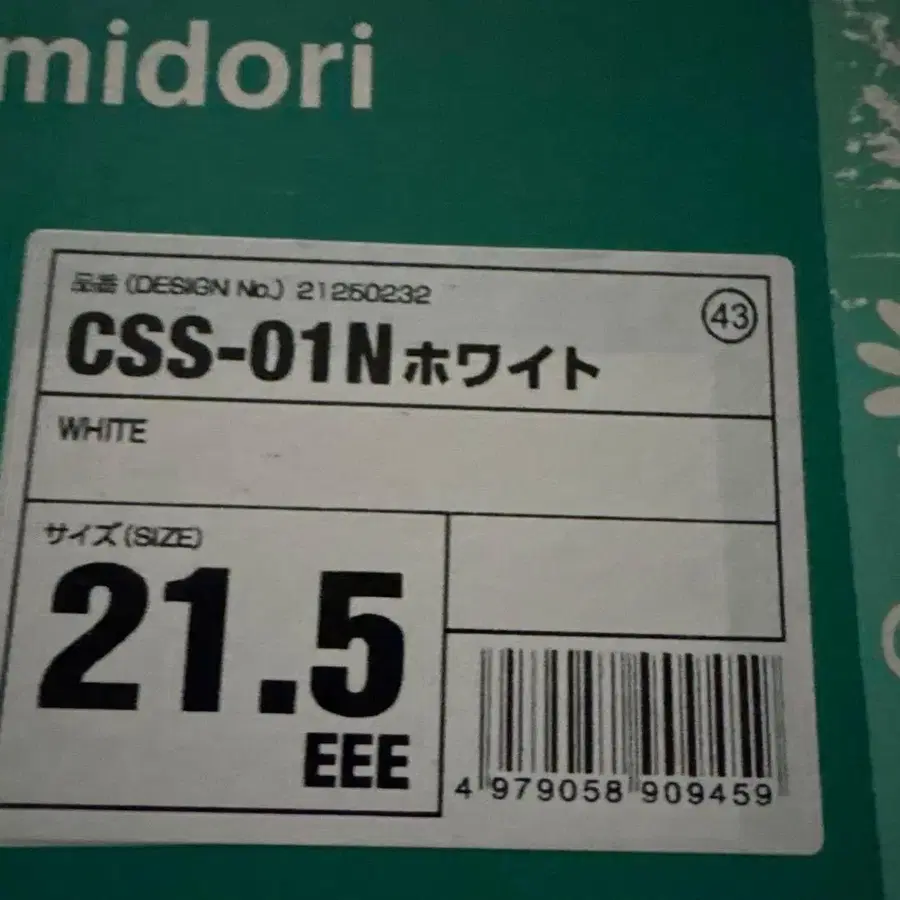 midori
品番 (DESIGN No.) 21250232
43
CSS-01N ホワイト
WHITE
サイズ (SIZE)
21.5
EEE
4 979058 909459